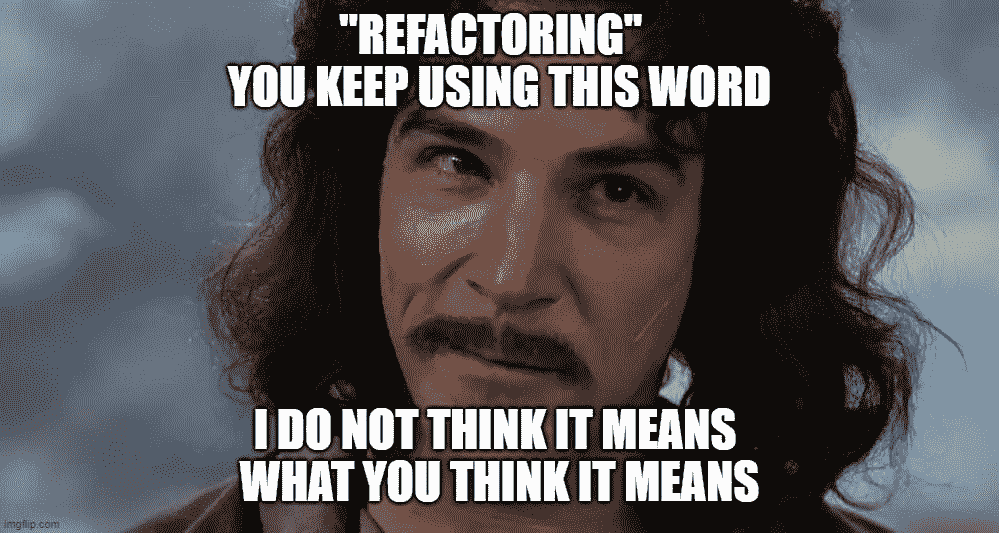 "REFACTORING"
YOU KEEP USING THIS WORD
I DO NOT THINK IT MEANS
WHAT YOU THINK IT MEANS
imgflip.com